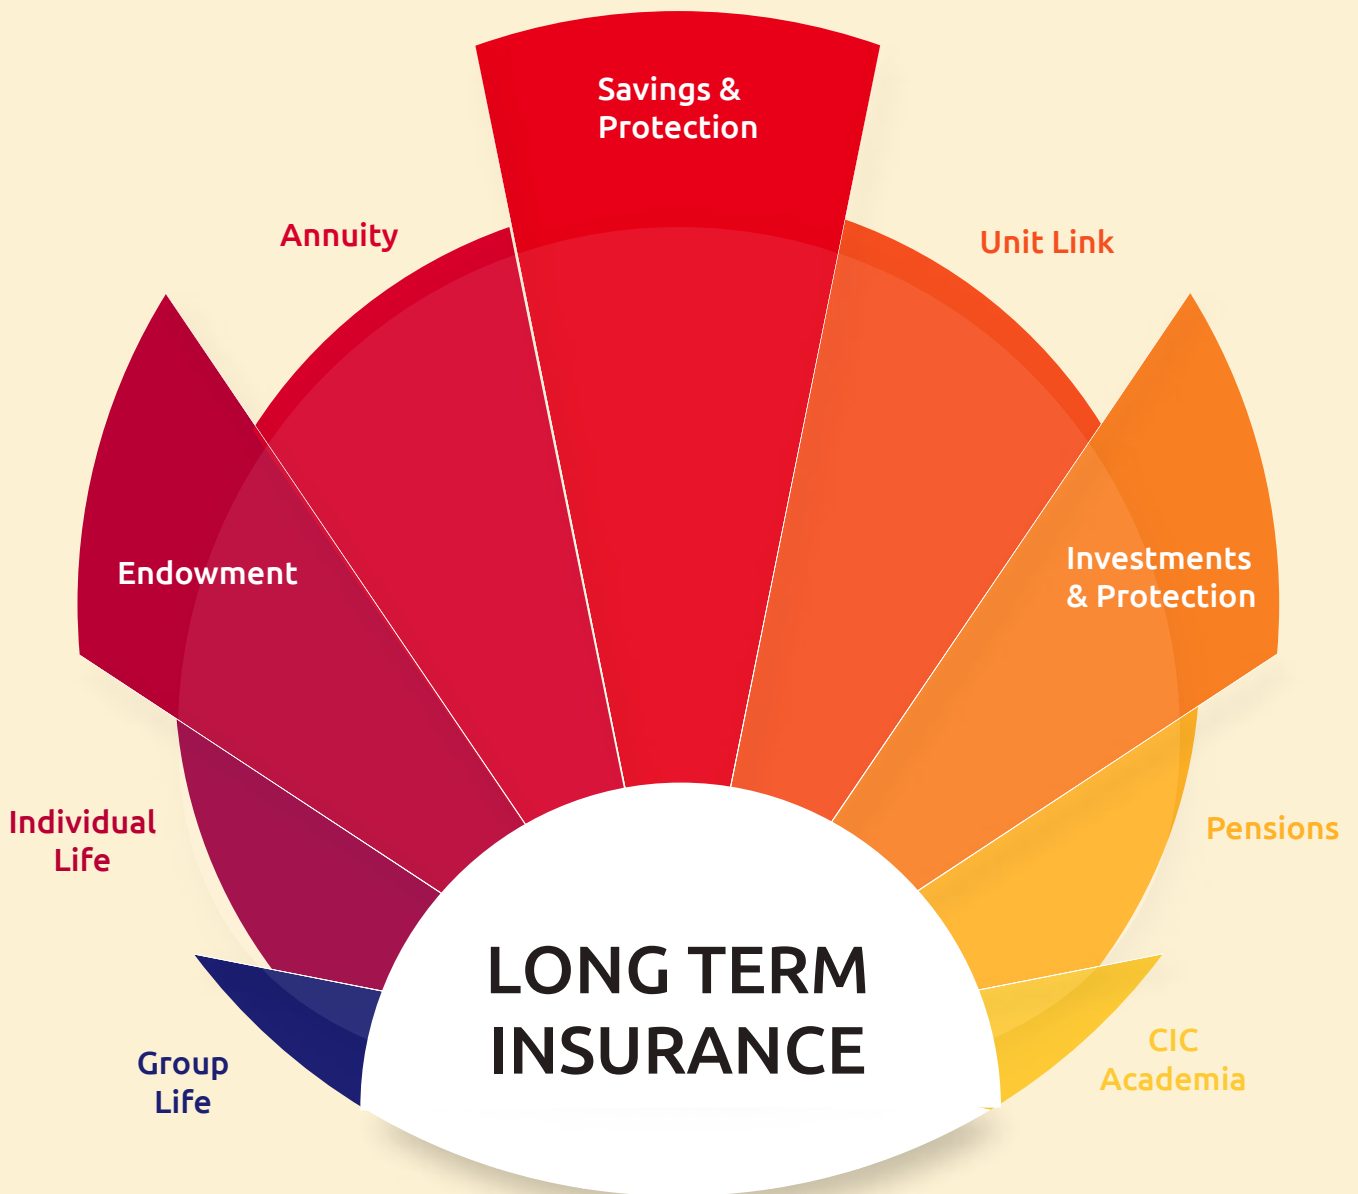 Savings &
Protection
Annuity
Unit Link
Endowment
Investments
& Protection
Individual
Life
Pensions
LONG TERM
INSURANCE
Group
Life
CIC
Academia